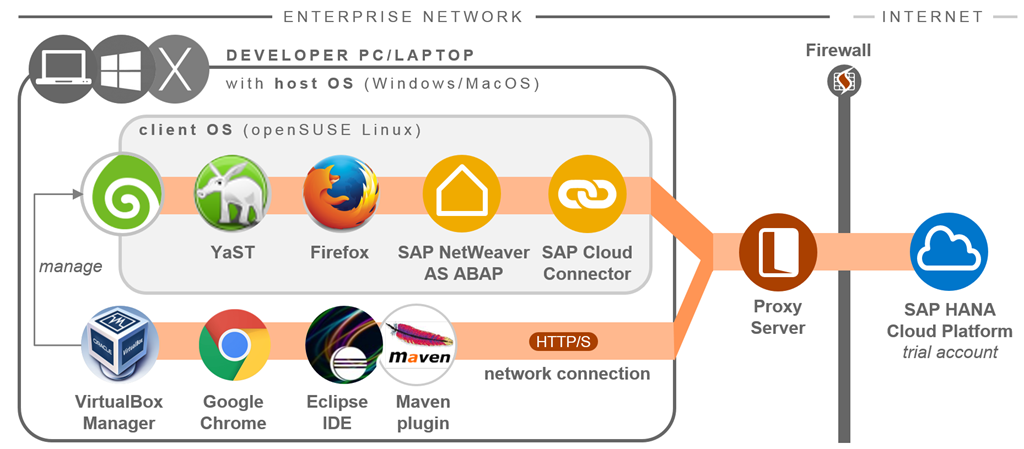 ENTERPRISE NETWORK
INTERNET
DEVELOPER PC/LAPTOP
with host OS (Windows/MacOS)
Firewall
client OS (openSUSE Linux)
X
YaST
Firefox
SAP NetWeaver
AS ABAP
SAP Cloud
Connector
manage
Proxy
Server
SAP HANA
Cloud Platform
trial account
ORACLE
VirtualBox
maven
HTTP/S
network connection
VirtualBox
Manager
Google
Chrome
Eclipse
IDE
Maven
plugin